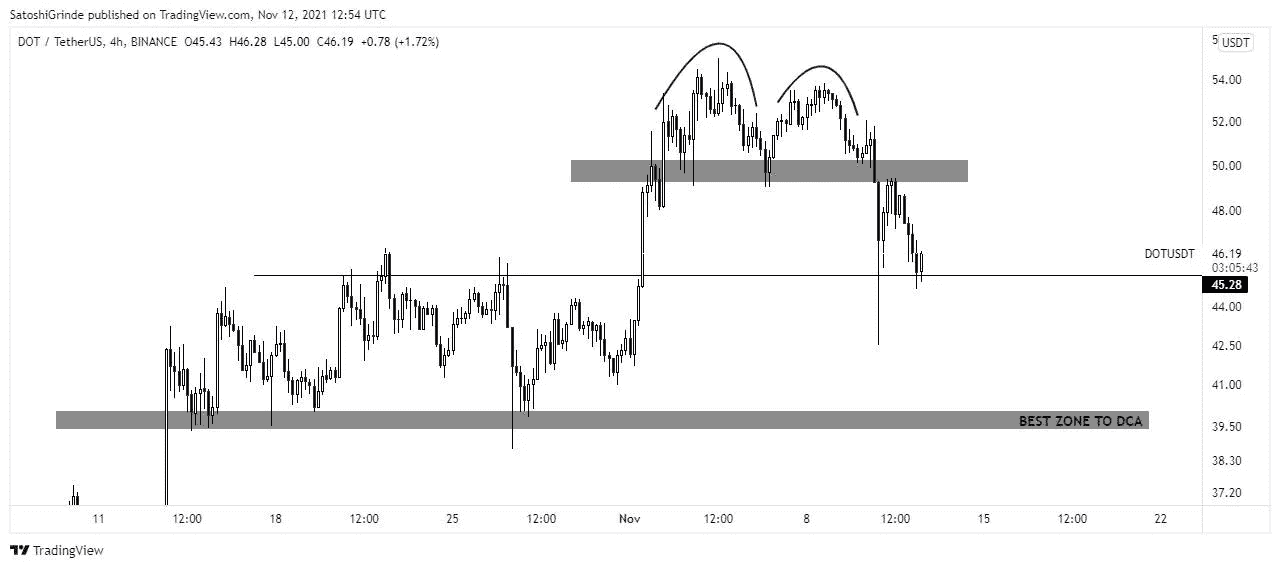 SatoshiGrinde published on TradingView.com, Nov 12, 2021 12:54 UTC
DOT / TetherUS, 4h, BINANCE O45.43 H46.28 L45.00 C46.19 +0.78 (+1.72%)
USDT
54.00
52.00
50.00
48.00
DOTUSDT 46.19
03:05:43
45.28
44.00
42.50
41.00
BEST ZONE TO DCA
39.50
38.30
37.20
11 12:00 18 12:00 25 12:00 Nov 12:00 8 12:00 15 12:00 22
TradingView